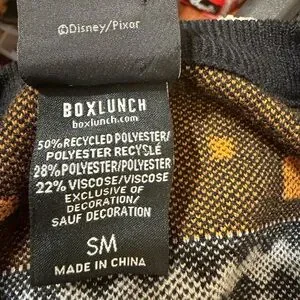 ©Disney/Pixar
BOXLUNCH
boxlunch.com
50% RECYCLED POLYESTER/
POLYESTER RECYSLÉ
28% POLYESTER/POLYESTER
22% VISCOSE/VISCOSE
EXCLUSIVE OF
DECORATION/
SAUF DECORATION
SM
MADE IN CHINA